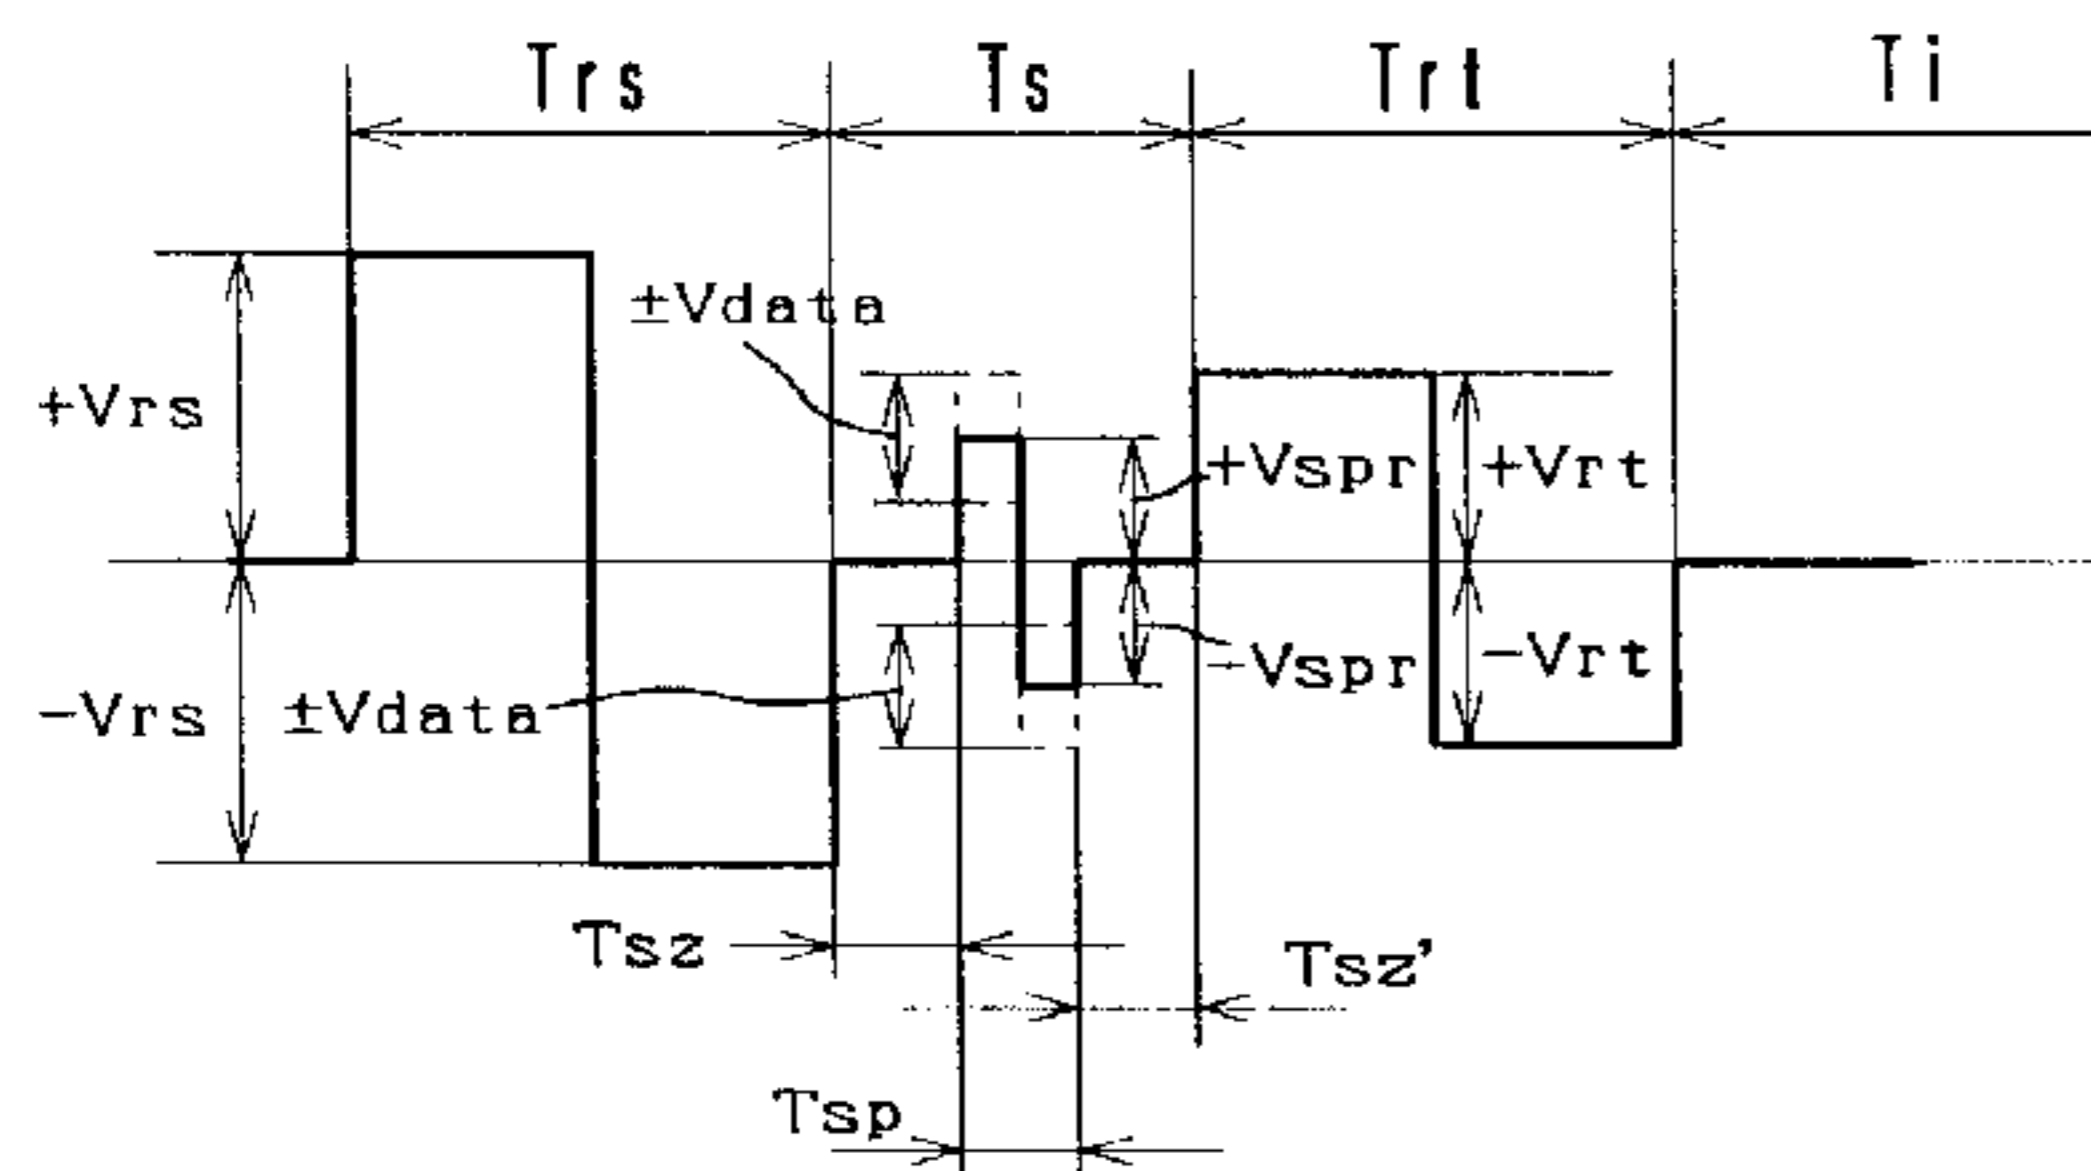 Trs Ts Trt Ti
±Vdata
+Vrs +Vspr +Vrt
-Vrs ±Vdata -Vspr -Vrt
Tsz Tsz'
Tsp